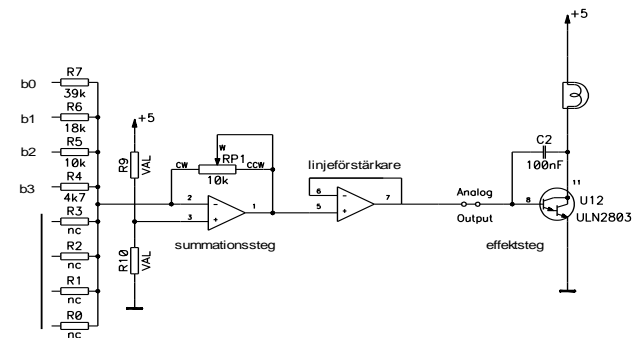 +5
b0
R7
39k
b1
R6
18k
b2
R5
10k
b3
R4
4k7
R3
nc
R2
nc
R1
nc
R0
nc
+5
R9
VAL
R10
VAL
W
CW
RP1
CCW
10k
2
3
1
summationssteg
linjeförstärkare
6
5
7
Analog
Output
C2
100nF
8
11
U12
ULN2803
effektsteg